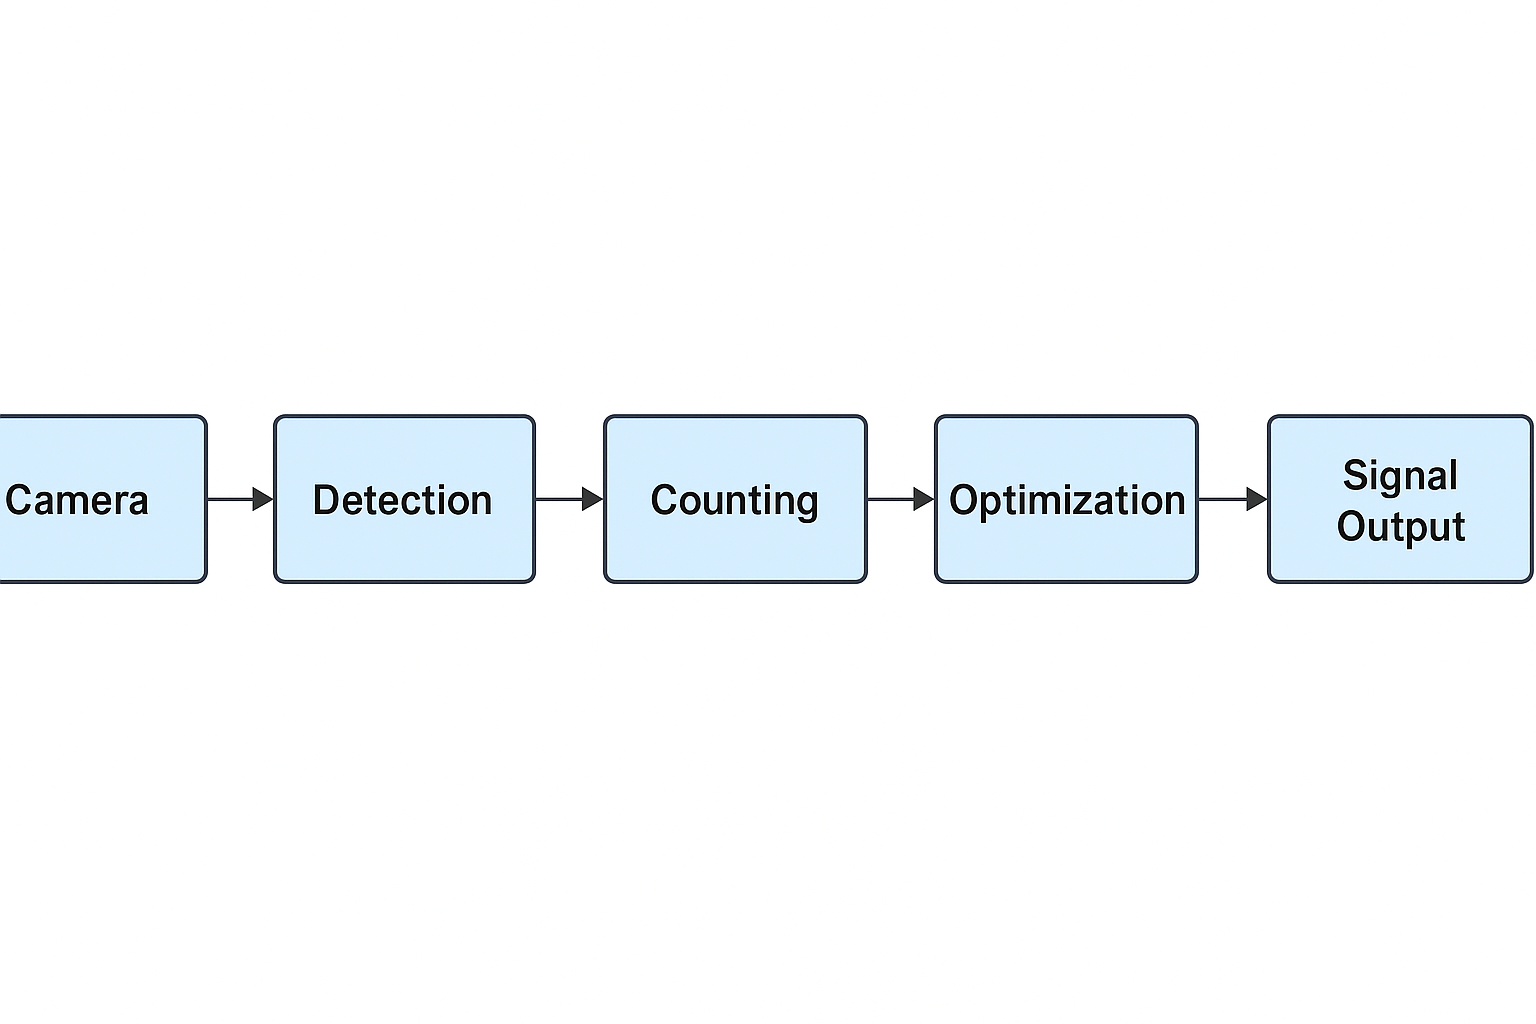 Camera
Detection
Counting
Optimization
Signal
Output